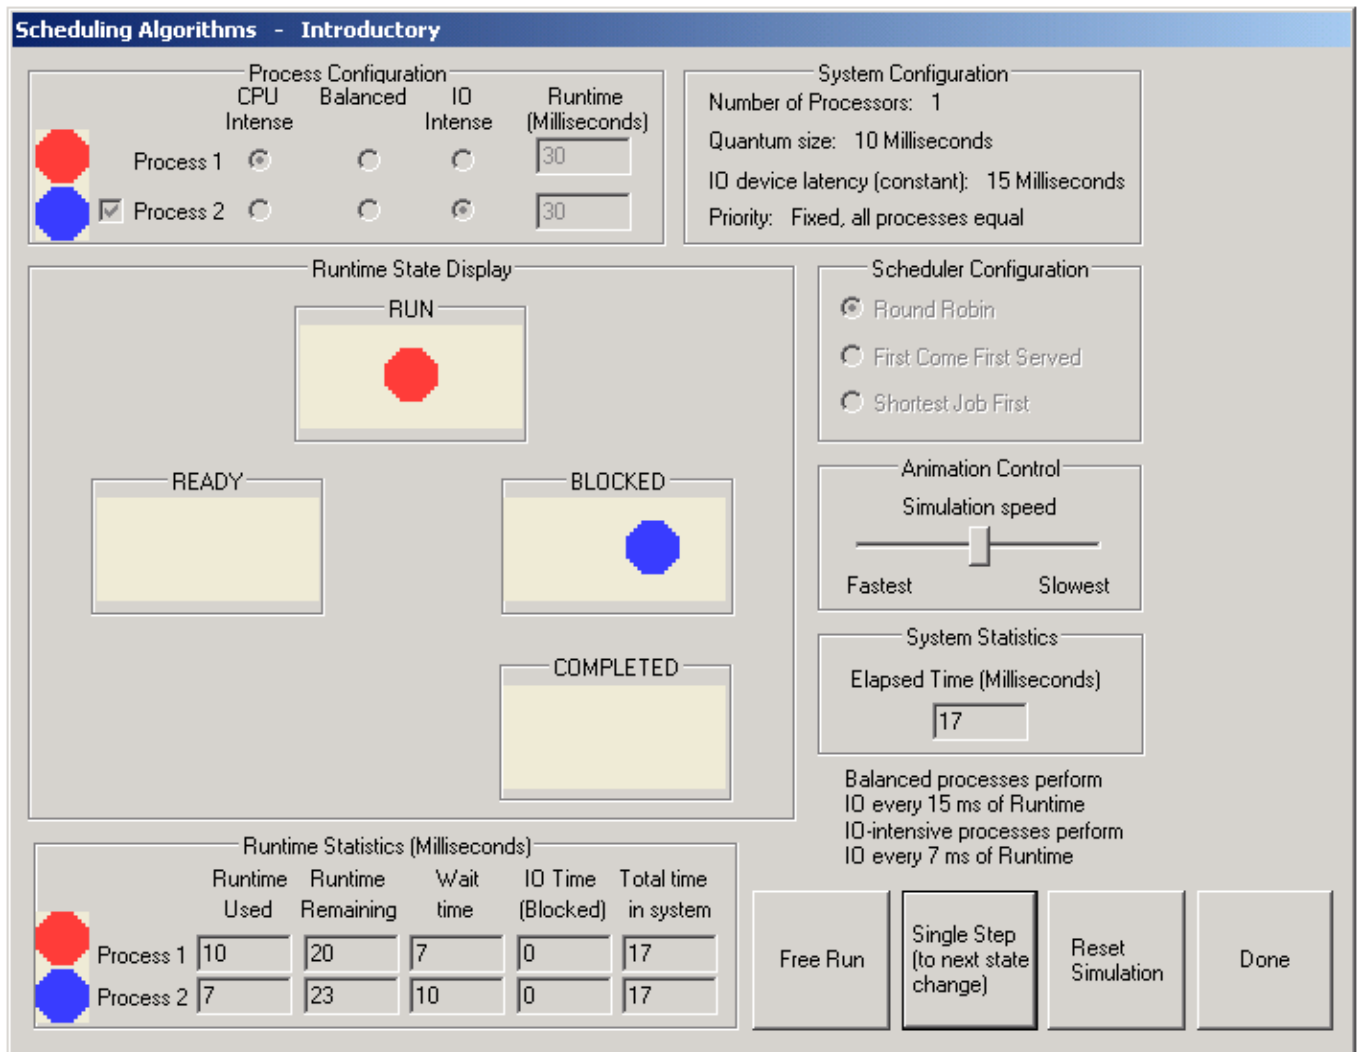 Scheduling Algorithms - Introductory
Process Configuration
CPU Intense
Balanced
IO Intense
Runtime (Milliseconds)
Process 1
30
Process 2
30
System Configuration
Number of Processors: 1
Quantum size: 10 Milliseconds
IO device latency (constant): 15 Milliseconds
Priority: Fixed, all processes equal
Runtime State Display
RUN
READY
BLOCKED
COMPLETED
Scheduler Configuration
Round Robin
First Come First Served
Shortest Job First
Animation Control
Simulation speed
Fastest
Slowest
System Statistics
Elapsed Time (Milliseconds)
17
Balanced processes perform
IO every 15 ms of Runtime
IO-intensive processes perform
IO every 7 ms of Runtime
Runtime Statistics (Milliseconds)
Runtime Used
Runtime Remaining
Wait time
IO Time (Blocked)
Total time in system
Process 1 10 20 7 0 17
Process 2 7 23 10 0 17
Free Run
Single Step
(to next state
change)
Reset
Simulation
Done